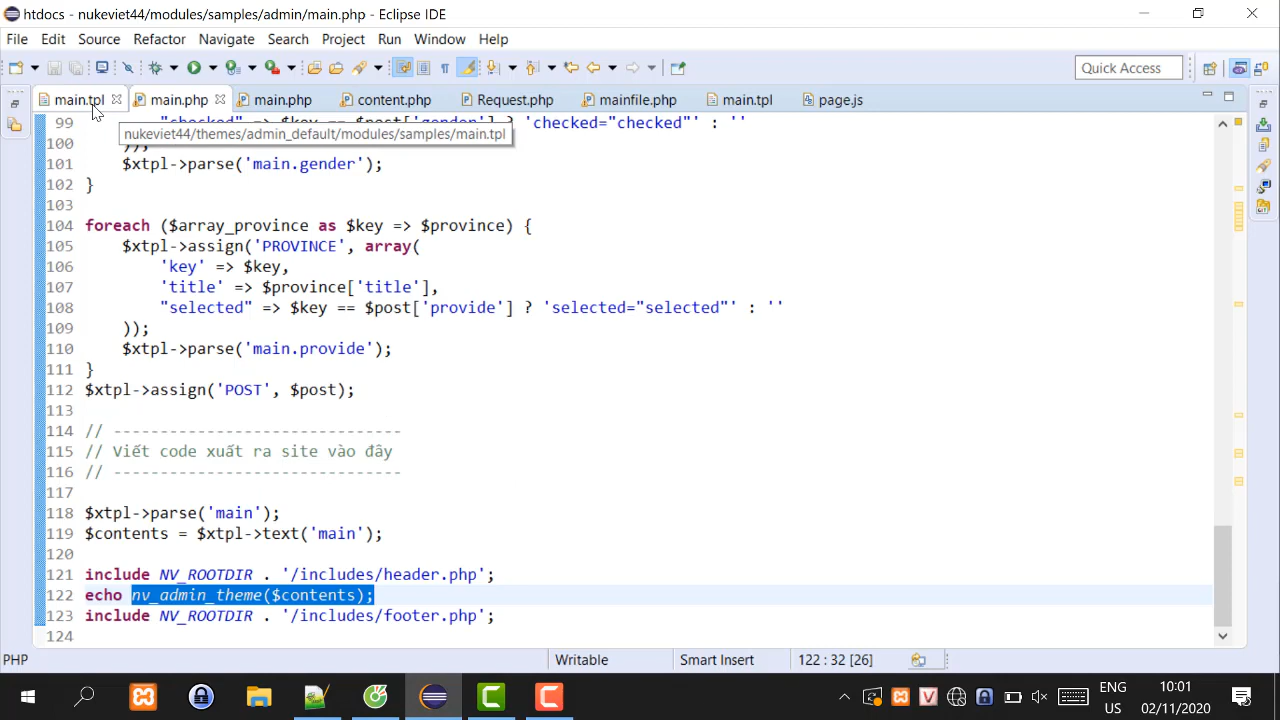 htdocs - nukeviet44/modules/samples/admin/main.php - Eclipse IDE
File Edit Source Refactor Navigate Search Project Run Window Help
Quick Access
main.tpl main.php main.php content.php Request.php mainfile.php main.tpl page.js
nukeviet44/themes/admin_default/modules/samples/main.tpl
99 "checked" => $key == $post['gender'] ? 'checked="checked"' : ''
100 ));
101 $xtpl->parse('main.gender');
102 }
103
104 foreach ($array_province as $key => $province) {
105 $xtpl->assign('PROVINCE', array(
106 'key' => $key,
107 'title' => $province['title'],
108 "selected" => $key == $post['provide'] ? 'selected="selected"' : ''
109 ));
110 $xtpl->parse('main.provide');
111 }
112 $xtpl->assign('POST', $post);
113
114 // -------------------------------
115 // Viết code xuất ra site vào đây
116 // -------------------------------
117
118 $xtpl->parse('main');
119 $contents = $xtpl->text('main');
120
121 include NV_ROOTDIR . '/includes/header.php';
122 echo nv_admin_theme($contents);
123 include NV_ROOTDIR . '/includes/footer.php';
124
PHP Writable Smart Insert 122 : 32 [26]
ENG
US
10:01
02/11/2020